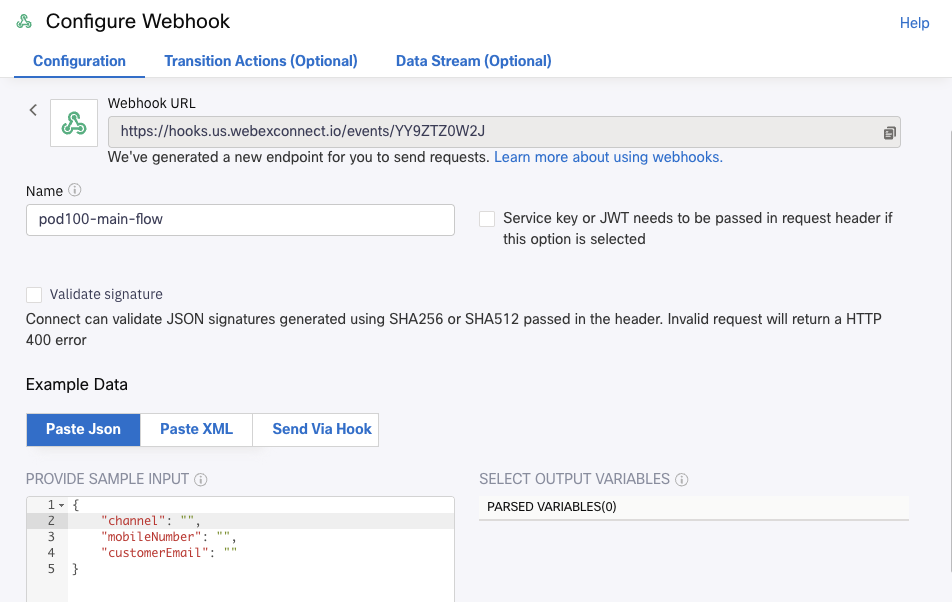 Configure Webhook
Help
Configuration
Transition Actions (Optional)
Data Stream (Optional)
Webhook URL
https://hooks.us.webexconnect.io/events/YY9ZTZ0W2J
We've generated a new endpoint for you to send requests. Learn more about using webhooks.
Name
pod100-main-flow
Service key or JWT needs to be passed in request header if
this option is selected
Validate signature
Connect can validate JSON signatures generated using SHA256 or SHA512 passed in the header. Invalid request will return a HTTP
400 error
Example Data
Paste Json
Paste XML
Send Via Hook
PROVIDE SAMPLE INPUT
SELECT OUTPUT VARIABLES
PARSED VARIABLES(0)
1 {
2 "channel": "",
3 "mobileNumber": "",
4 "customerEmail": ""
5 }